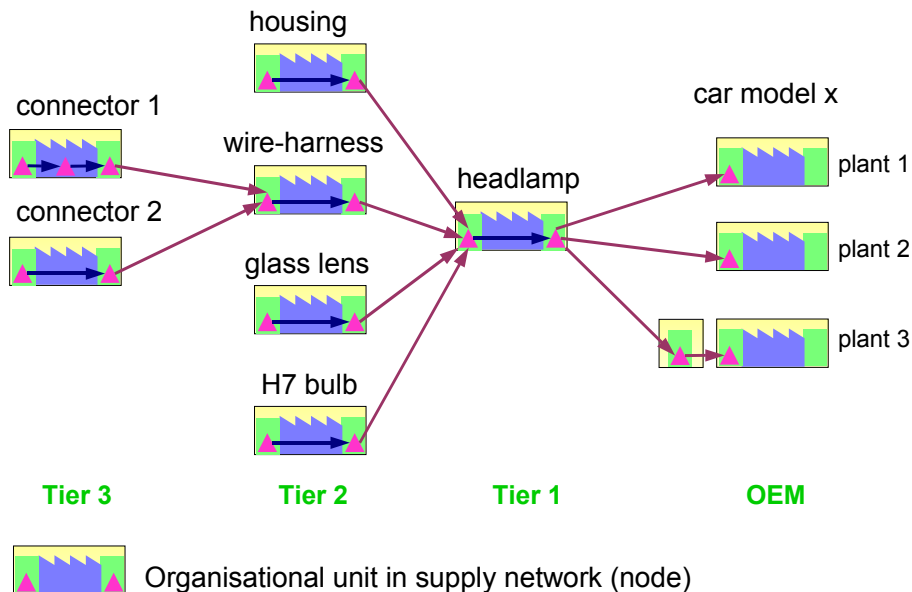 housing
car model x
connector 1
wire-harness
plant 1
headlamp
connector 2
plant 2
glass lens
plant 3
H7 bulb
Tier 3
Tier 2
Tier 1
OEM
Organisational unit in supply network (node)